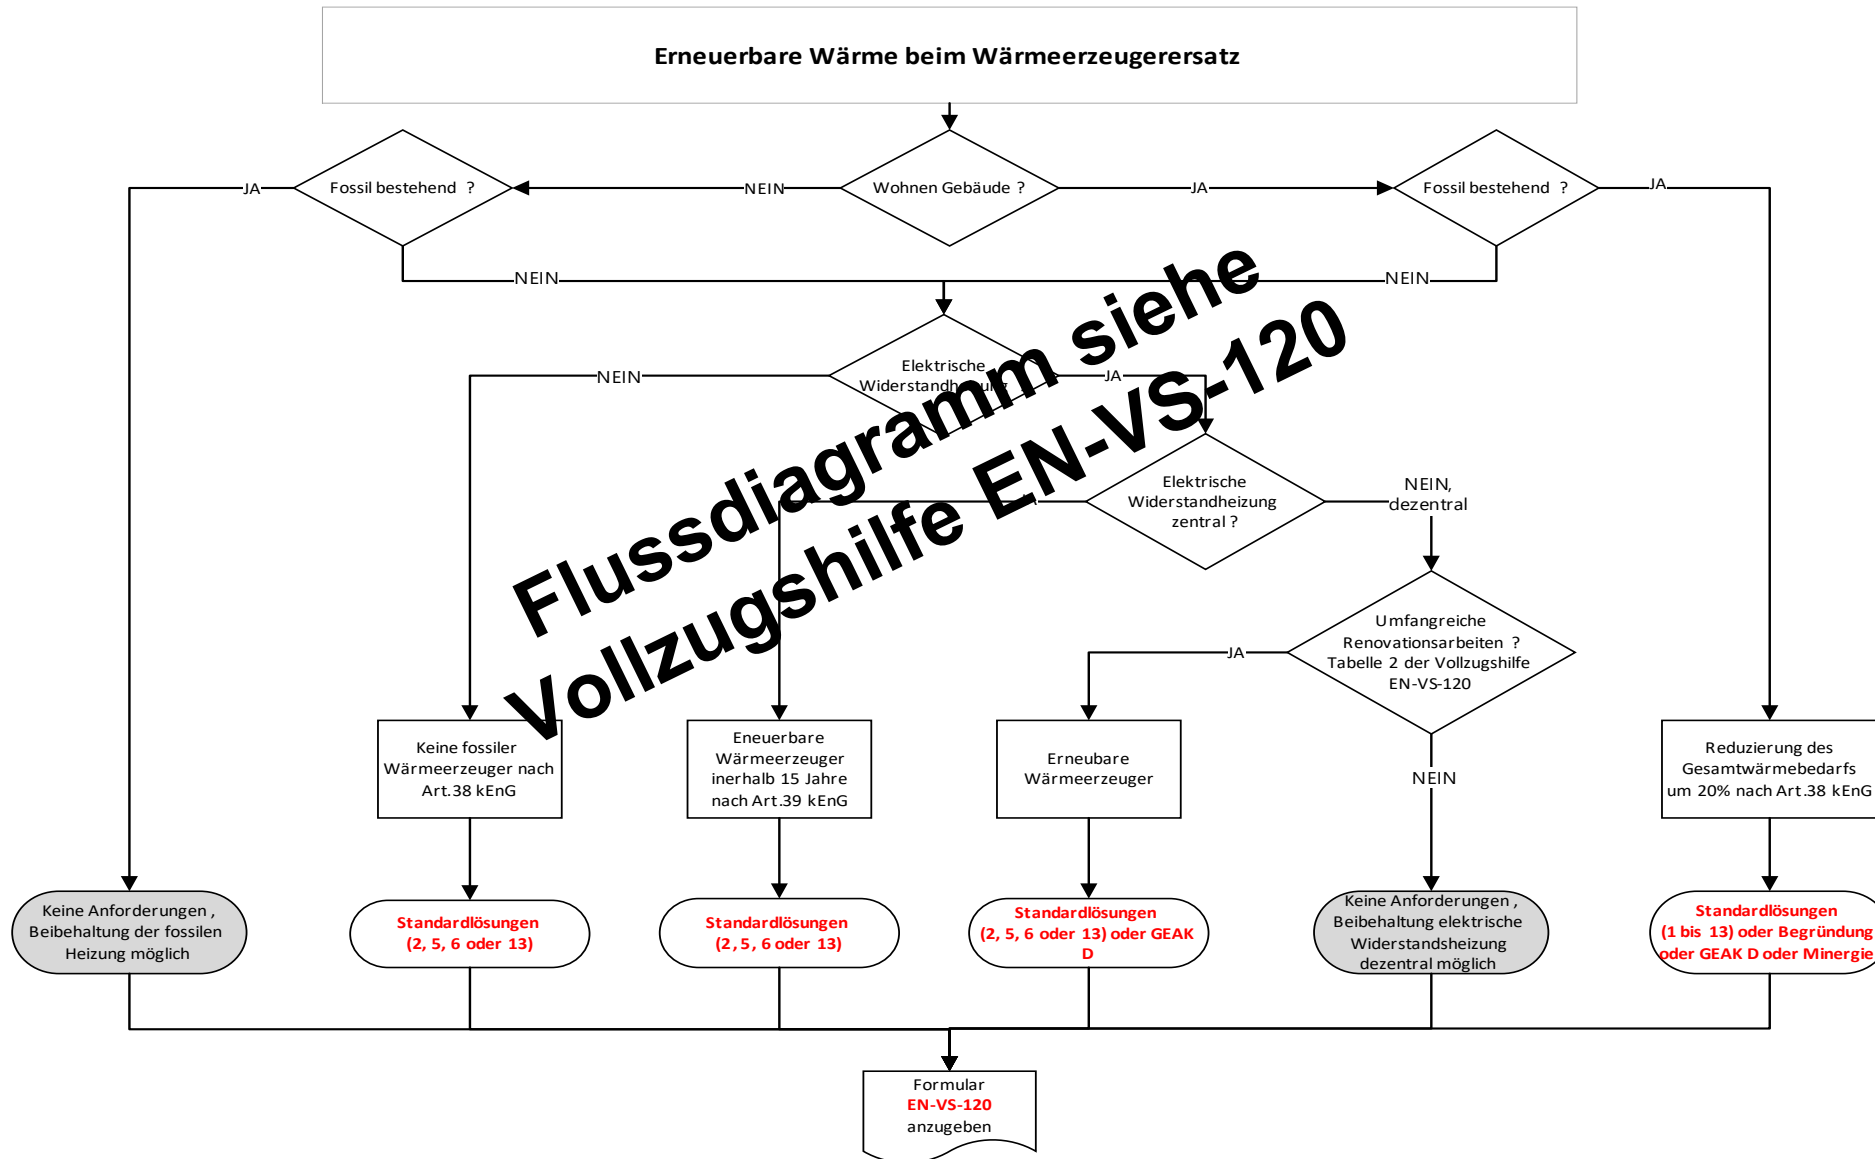 Erneuerbare Wärme beim Wärmeerzeugerersatz
JA
Fossil bestehend ?
NEIN
Wohnen Gebäude ?
JA
Fossil bestehend ?
JA
NEIN
NEIN
Flussdiagramm siehe
Vollzugshilfe EN-VS-120
NEIN
Elektrische
Widerstandheizung
JA
Elektrische
Widerstandheizung
zentral ?
NEIN,
dezentral
Umfangreiche
Renovationsarbeiten ?
Tabelle 2 der Vollzugshilfe
EN-VS-120
JA
NEIN
Keine fossiler
Wärmeerzeuger nach
Art.38 kEnG
Eneuerbare
Wärmeerzeuger
inerhalb 15 Jahre
nach Art.39 kEnG
Erneubare
Wärmeerzeuger
Reduzierung des
Gesamtwärmebedarfs
um 20% nach Art.38 kEnG
Keine Anforderungen ,
Beibehaltung der fossilen
Heizung möglich
Standardlösungen
(2, 5, 6 oder 13)
Standardlösungen
(2, 5, 6 oder 13)
Standardlösungen
(2, 5, 6 oder 13) oder GEAK
D
Keine Anforderungen ,
Beibehaltung elektrische
Widerstandsheizung
dezentral möglich
Standardlösungen
(1 bis 13) oder Begründung
oder GEAK D oder Minergie
Formular
EN-VS-120
anzugeben